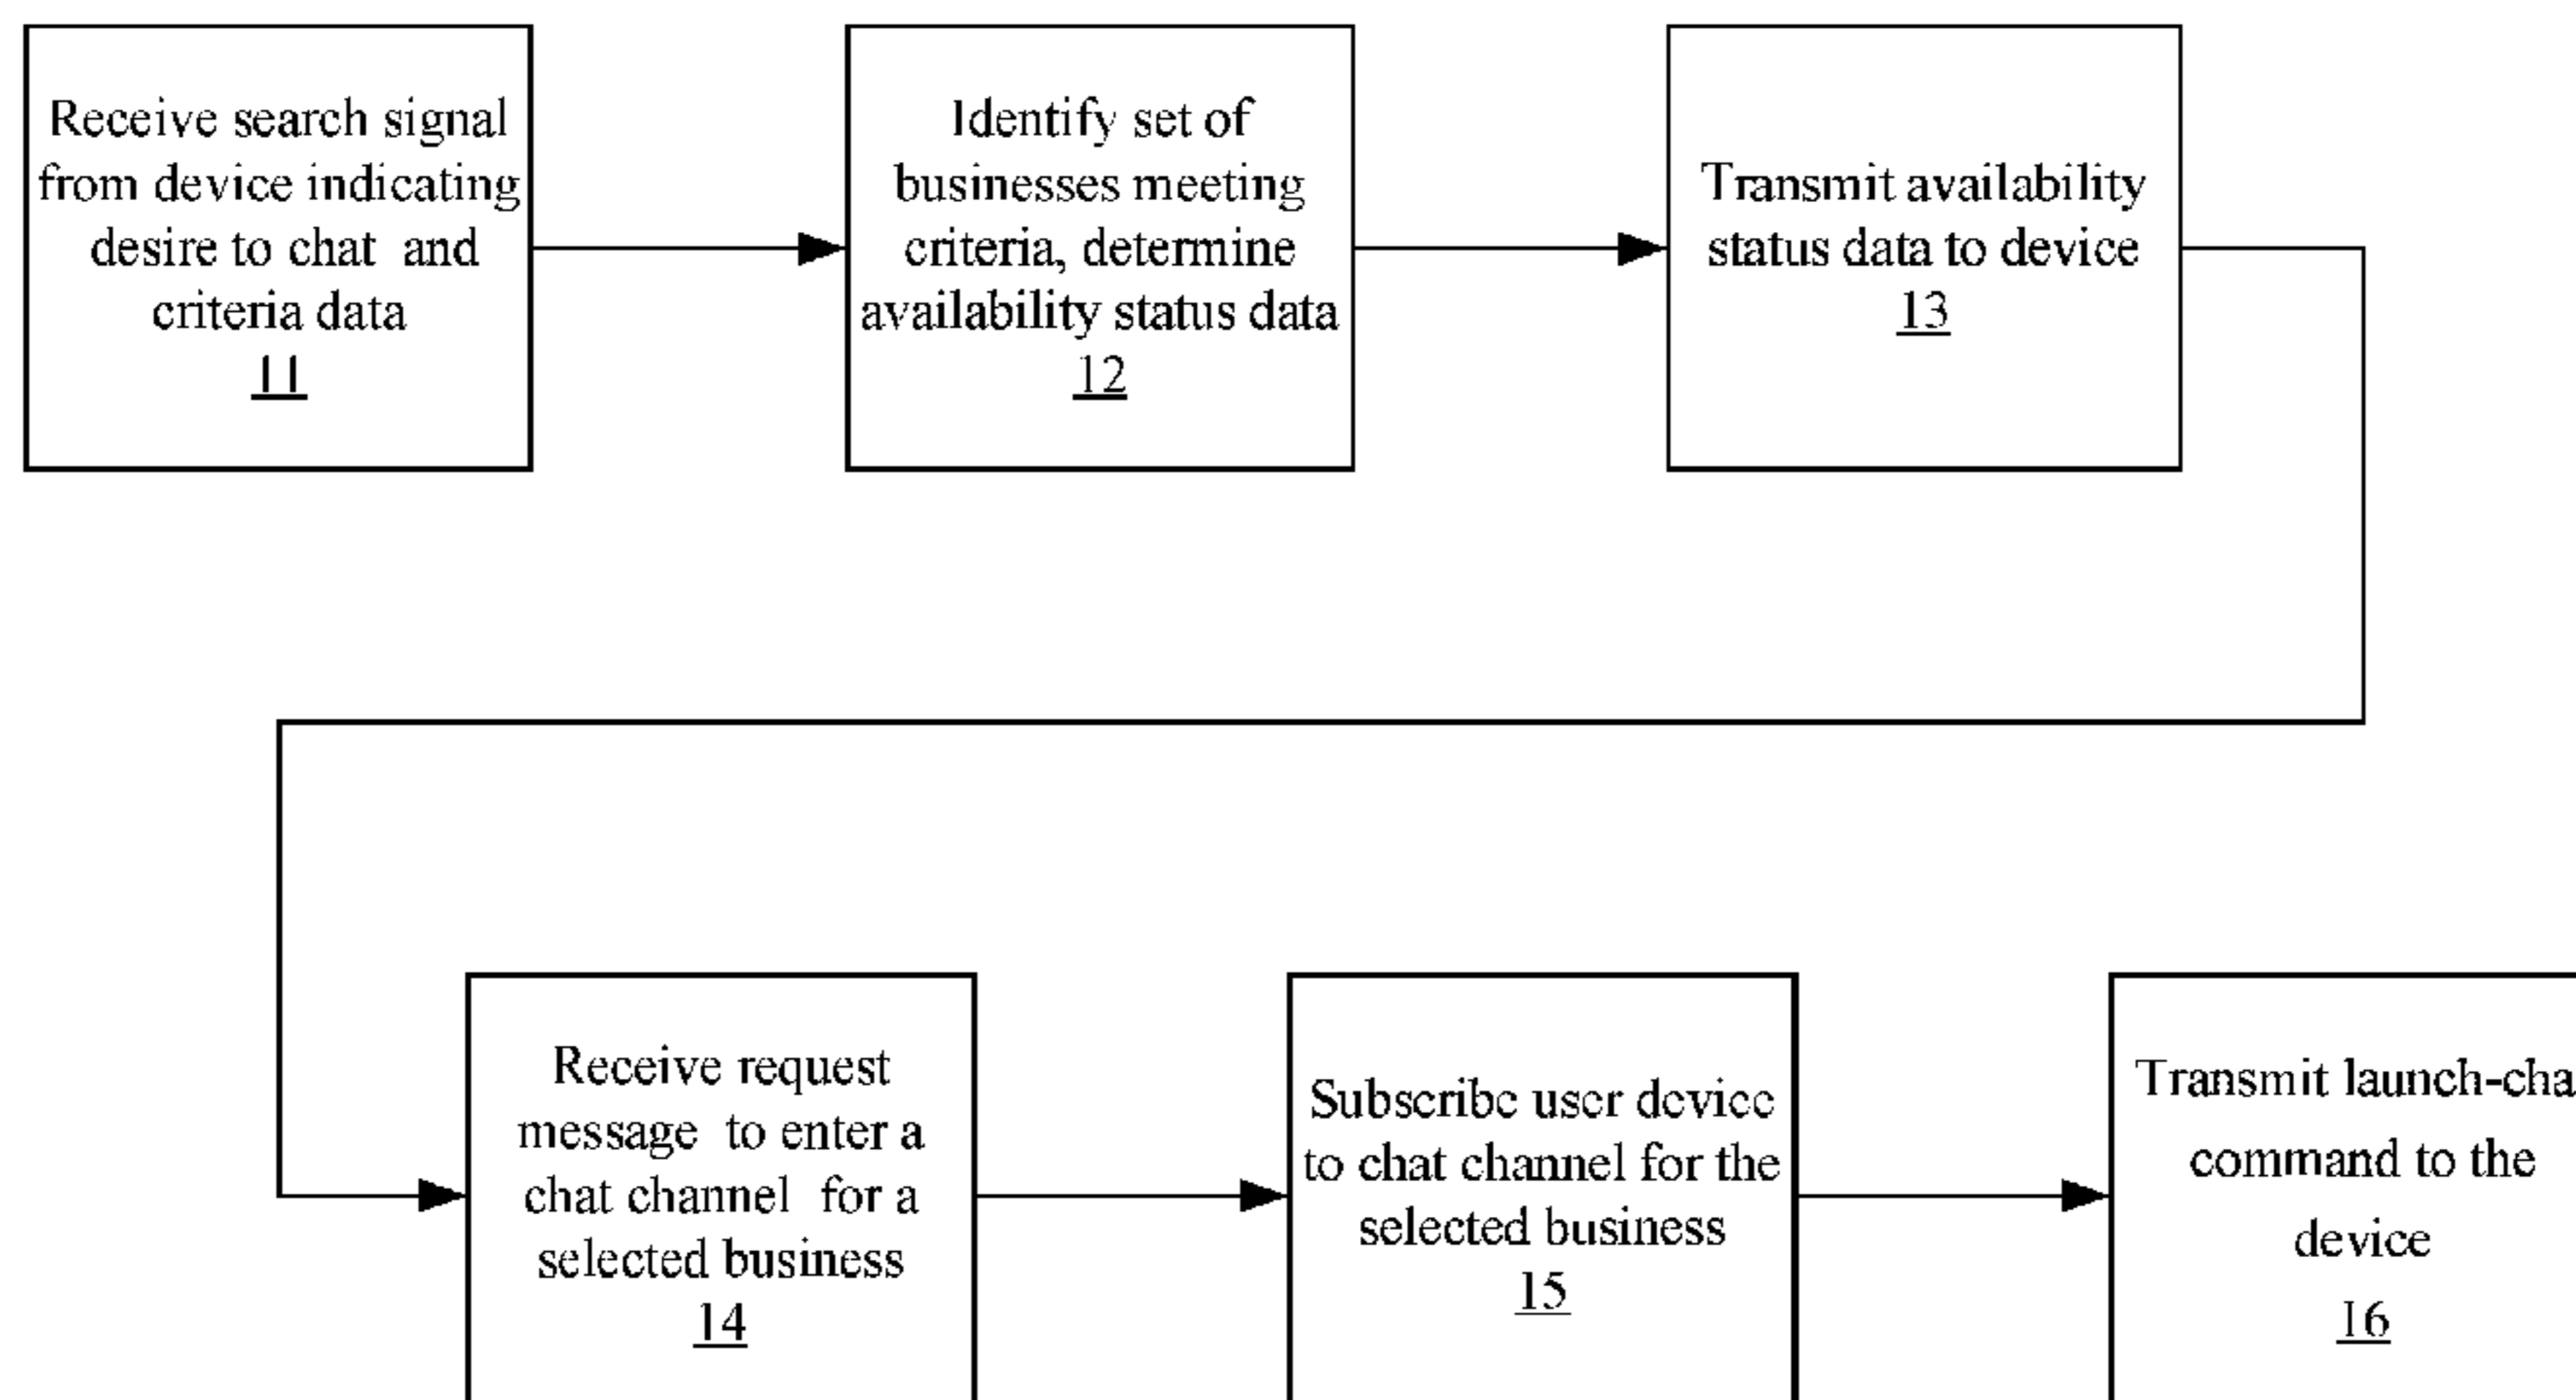 Receive search signal
from device indicating
desire to chat and
criteria data
11
Identify set of
businesses meeting
criteria, determine
availability status data
12
Transmit availability
status data to device
13
Receive request
message to enter a
chat channel for a
selected business
14
Subscribe user device
to chat channel for the
selected business
15
Transmit launch-cha
command to the
device
16